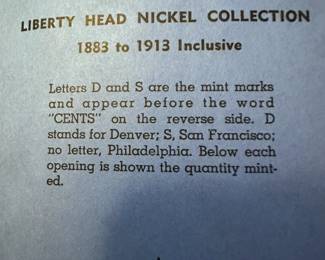 LIBERTY HEAD NICKEL COLLECTION
1883 to 1913 Inclusive
Letters D and S are the mint marks
and appear before the word
"CENTS" on the reverse side. D
stands for Denver; S, San Francisco;
no letter, Philadelphia. Below each
opening is shown the quantity mint-
ed.